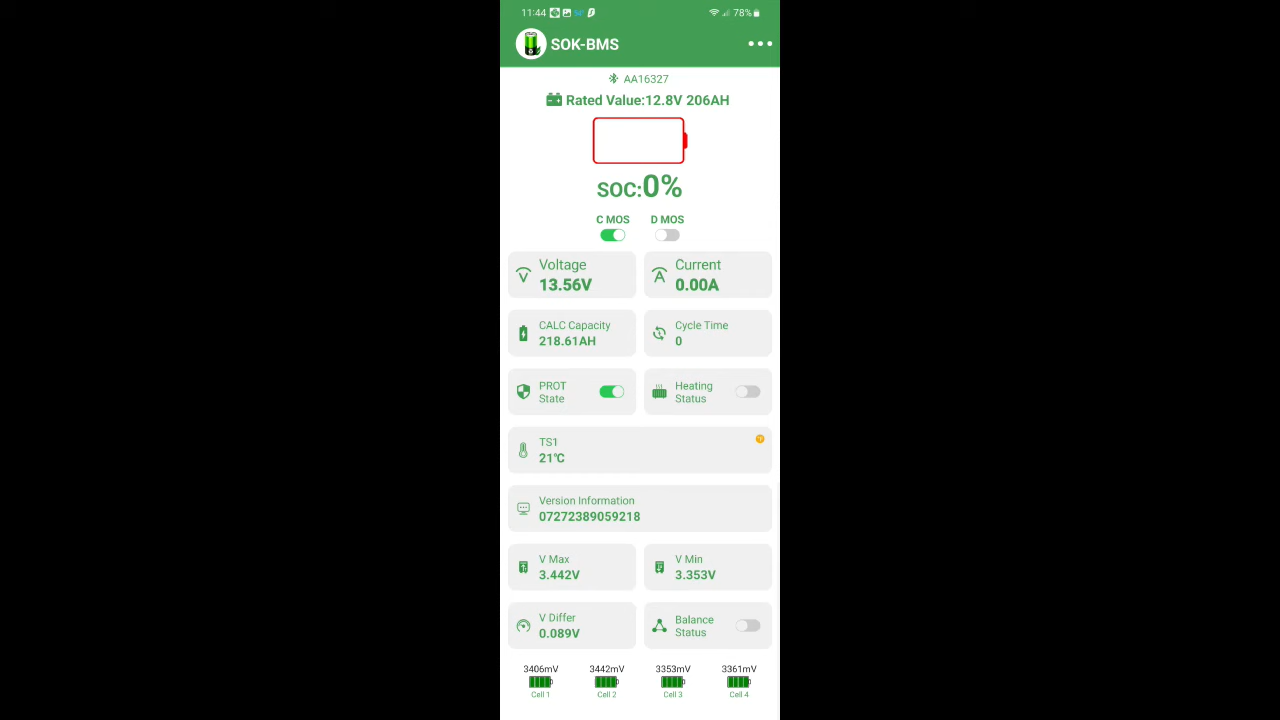 11:44 78%
SOK-BMS
AA16327
Rated Value:12.8V 206AH
SOC:0%
C MOS D MOS
Voltage
13.56V
Current
0.00A
CALC Capacity
218.61AH
Cycle Time
0
PROT
State
Heating
Status
TS1
21℃
Version Information
07272389059218
V Max
3.442V
V Min
3.353V
V Differ
0.089V
Balance
Status
3406mV 3442mV 3353mV 3361mV
Cell 1 Cell 2 Cell 3 Cell 4